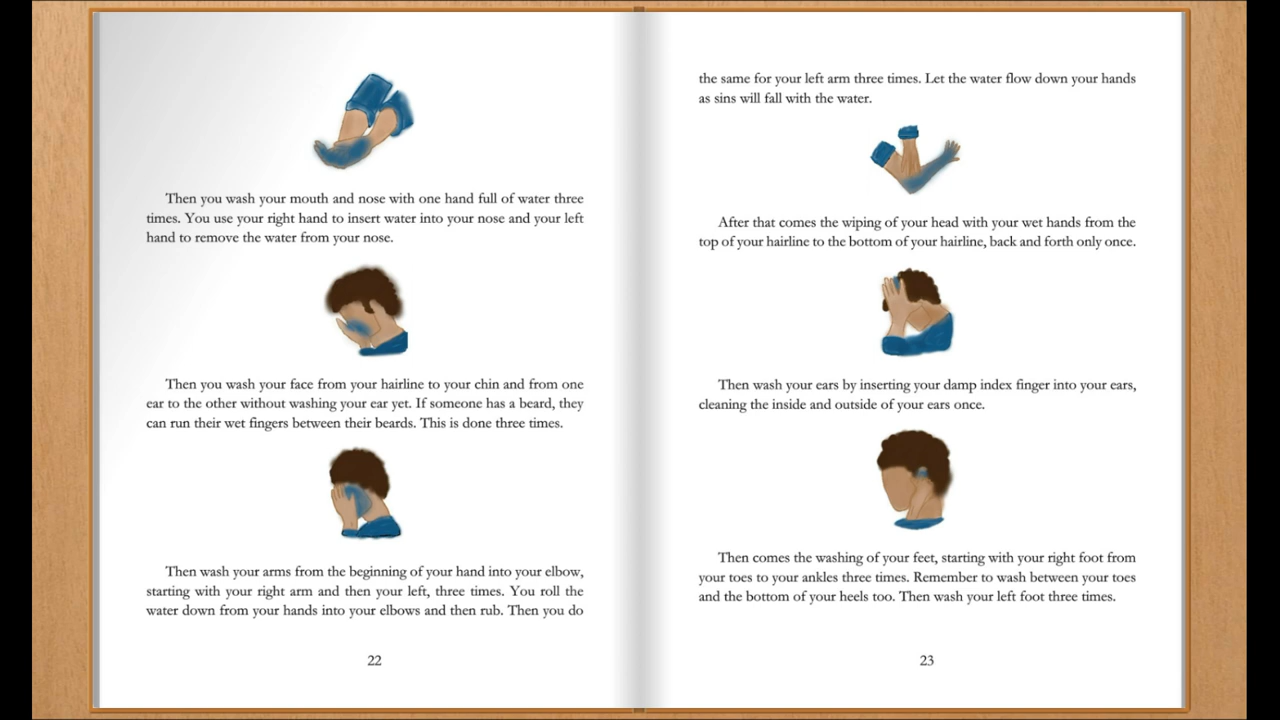 Then you wash your mouth and nose with one hand full of water three
times. You use your right hand to insert water into your nose and your left
hand to remove the water from your nose.
Then you wash your face from your hairline to your chin and from one
ear to the other without washing your ear yet. If someone has a beard, they
can run their wet fingers between their beards. This is done three times.
Then wash your arms from the beginning of your hand into your elbow,
starting with your right arm and then your left, three times. You roll the
water down from your hands into your elbows and then rub. Then you do
22
the same for your left arm three times. Let the water flow down your hands
as sins will fall with the water.
After that comes the wiping of your head with your wet hands from the
top of your hairline to the bottom of your hairline, back and forth only once.
Then wash your ears by inserting your damp index finger into your ears,
cleaning the inside and outside of your ears once.
Then comes the washing of your feet, starting with your right foot from
your toes to your ankles three times. Remember to wash between your toes
and the bottom of your heels too. Then wash your left foot three times.
23